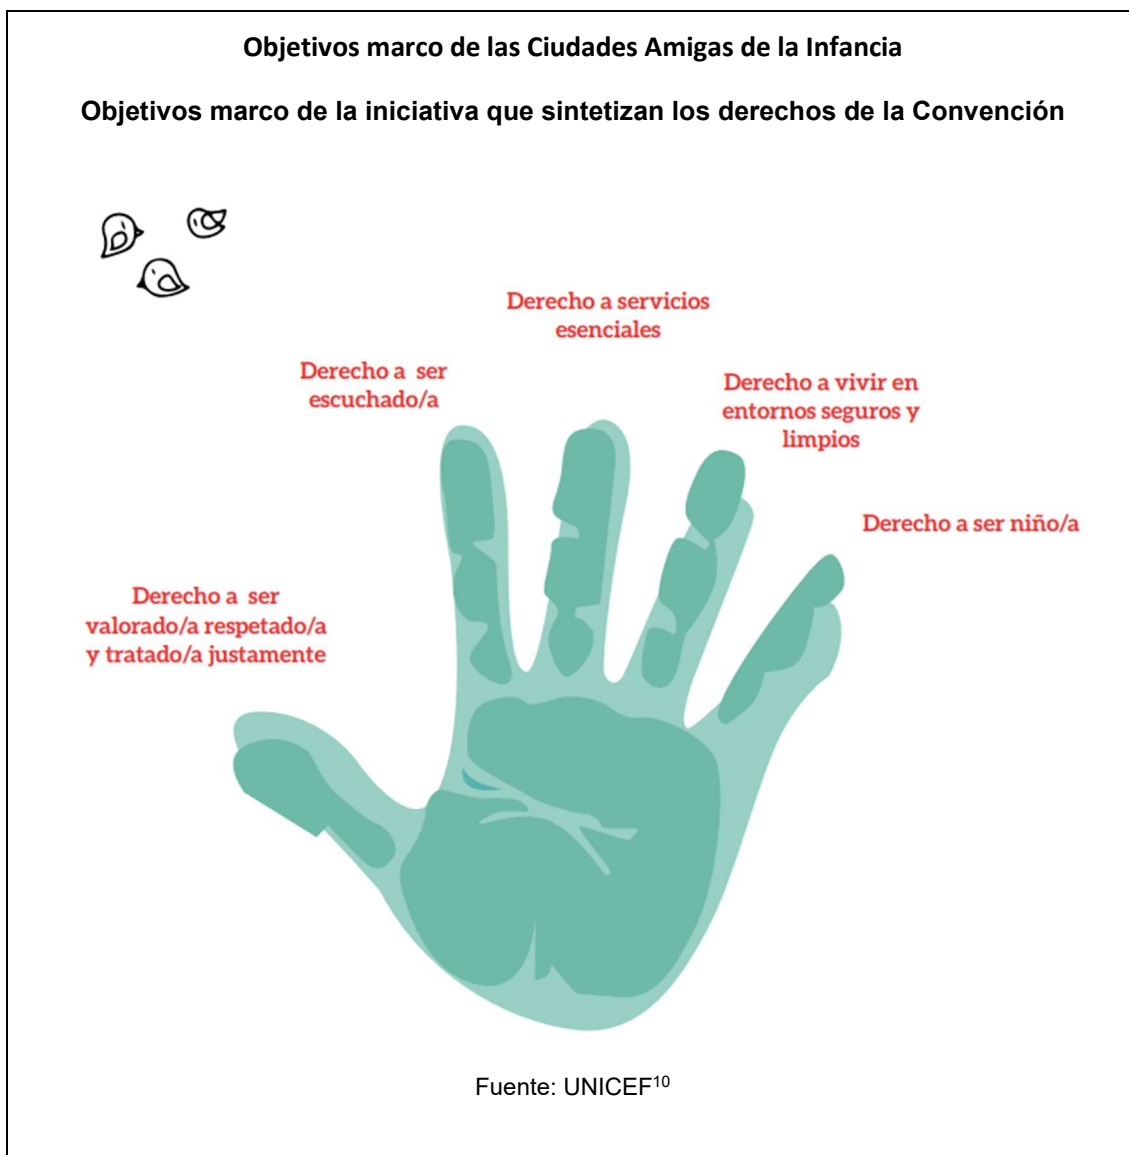 Objetivos marco de las Ciudades Amigas de la Infancia
Objetivos marco de la iniciativa que sintetizan los derechos de la Convención
Derecho a servicios
esenciales
Derecho a ser
escuchado/a
Derecho a vivir en
entornos seguros y
limpios
Derecho a ser niño/a
Derecho a ser
valorado/a respetado/a
y tratado/a justamente
Fuente: UNICEF10